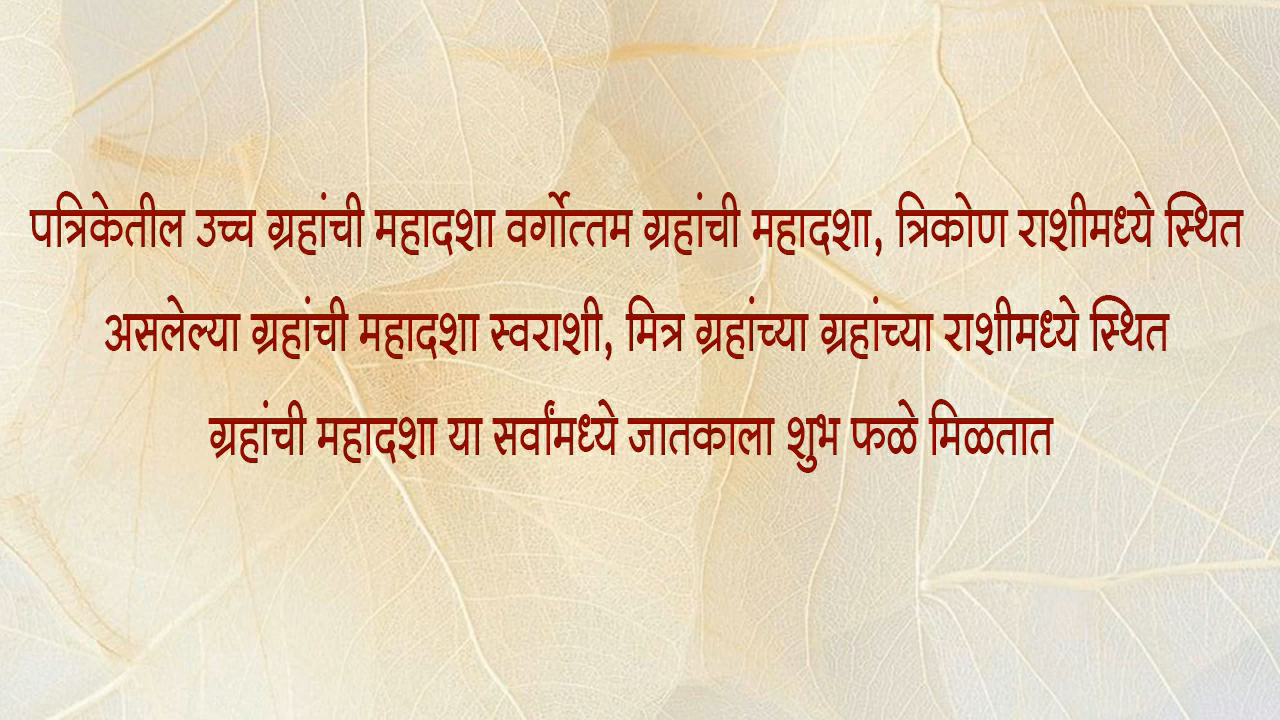 पत्रिकेतील उच्च ग्रहांची महादशा वर्गोत्तम ग्रहांची महादशा, त्रिकोण राशीमध्ये स्थित
असलेल्या ग्रहांची महादशा स्वराशी, मित्र ग्रहांच्या ग्रहांच्या राशीमध्ये स्थित
ग्रहांची महादशा या सर्वांमध्ये जातकाला शुभ फळे मिळतात